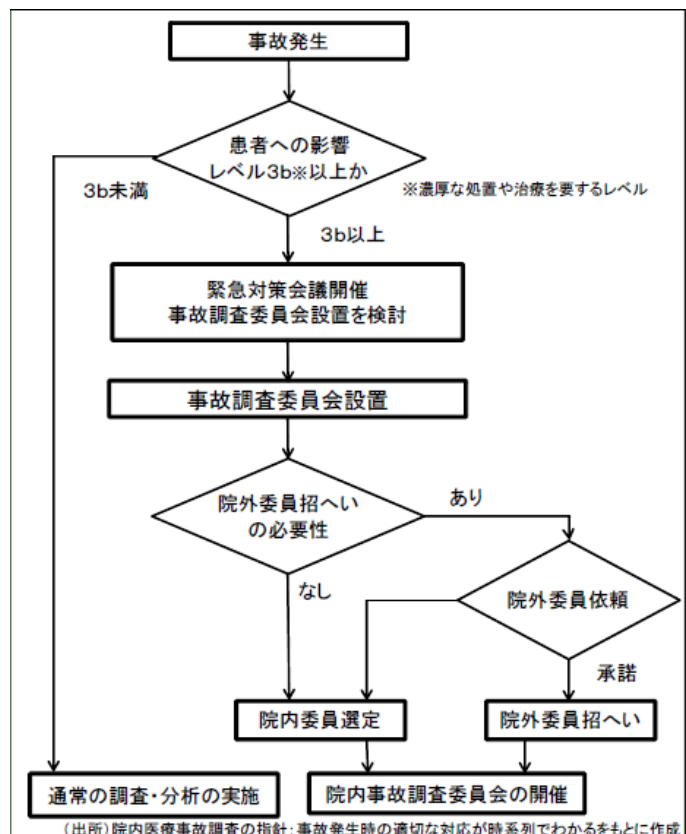 事故発生
患者への影響
レベル3b※以上か
3b未満
※濃厚な処置や治療を要するレベル
3b以上
緊急対策会議開催
事故調査委員会設置を検討
事故調査委員会設置
院外委員招へい
の必要性
あり
なし
院外委員依頼
承諾
院内委員選定
院外委員招へい
通常の調査・分析の実施
院内事故調査委員会の開催
(出所)院内医療事故調査の指針:事故発生時の適切な対応が時系列でわかるをもとに作成